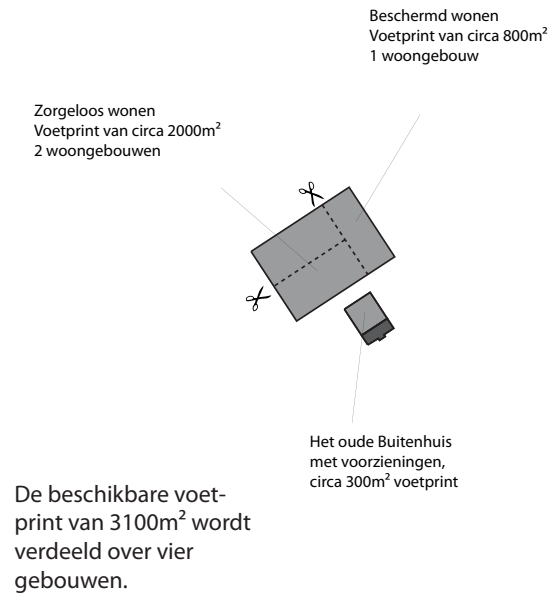 Beschermd wonen
Voetprint van circa 800m²
1 woongebouw
Zorgeloos wonen
Voetprint van circa 2000m²
2 woongebouwen
Het oude Buitenhuis
met voorzieningen,
circa 300m² voetprint
De beschikbare voet-
print van 3100m² wordt
verdeeld over vier
gebouwen.